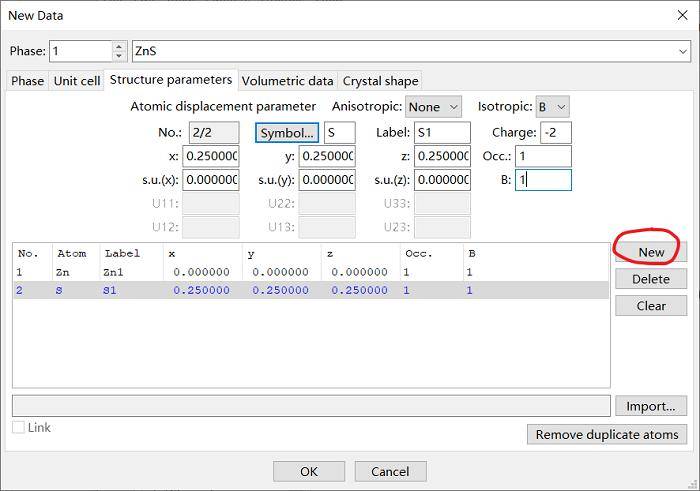 New Data
Phase: 1 ZnS
Phase Unit cell Structure parameters Volumetric data Crystal shape
Atomic displacement parameter Anisotropic: None Isotropic: B
No.: 2/2 Symbol... S Label: S1 Charge: -2
x: 0.250000 y: 0.250000 z: 0.250000 Occ.: 1
s.u.(x): 0.000000 s.u.(y): 0.000000 s.u.(z): 0.000000 B: 1
U11: U22: U33:
U12: U13: U23:
No. Atom Label x y z Occ. B
1 Zn Zn1 0.000000 0.000000 0.000000 1 1
2 S S1 0.250000 0.250000 0.250000 1 1
New
Delete
Clear
Import...
Link
Remove duplicate atoms
OK Cancel